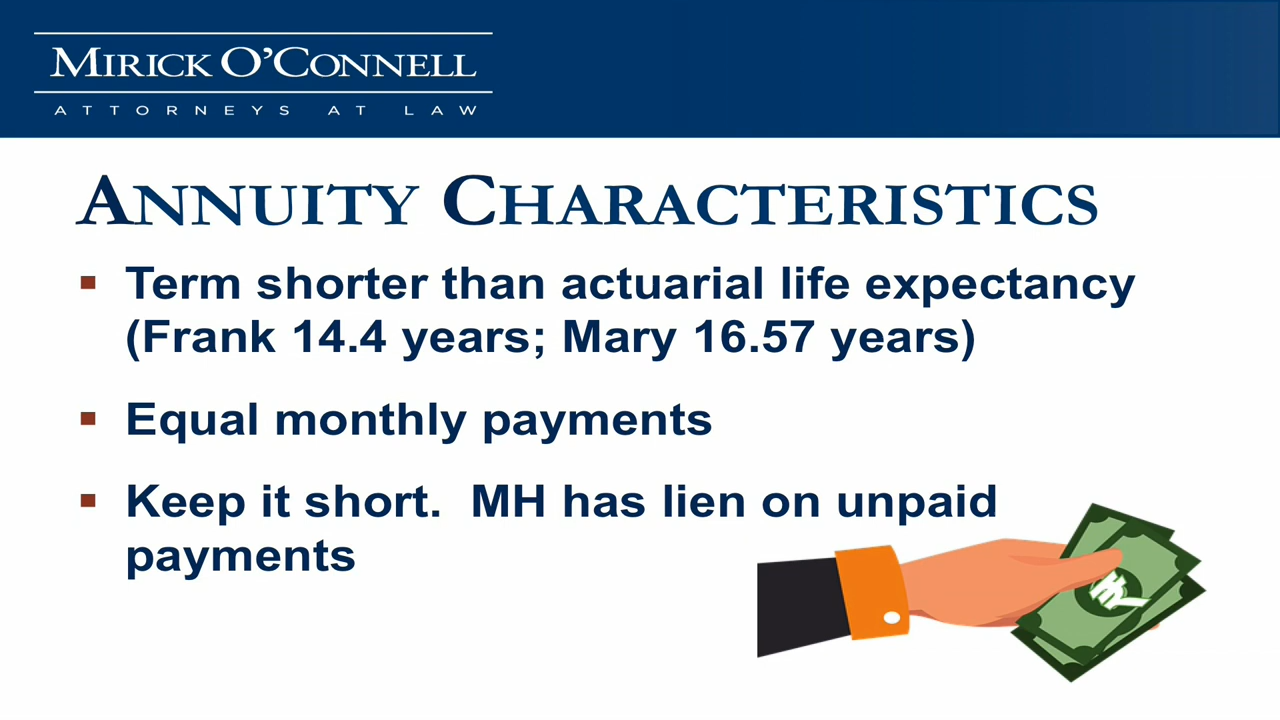 MIRICK O'CONNELL
ATTORNEYS AT LAW
ANNUITY CHARACTERISTICS
▪ Term shorter than actuarial life expectancy
(Frank 14.4 years; Mary 16.57 years)
▪ Equal monthly payments
▪ Keep it short.  MH has lien on unpaid
payments
₹